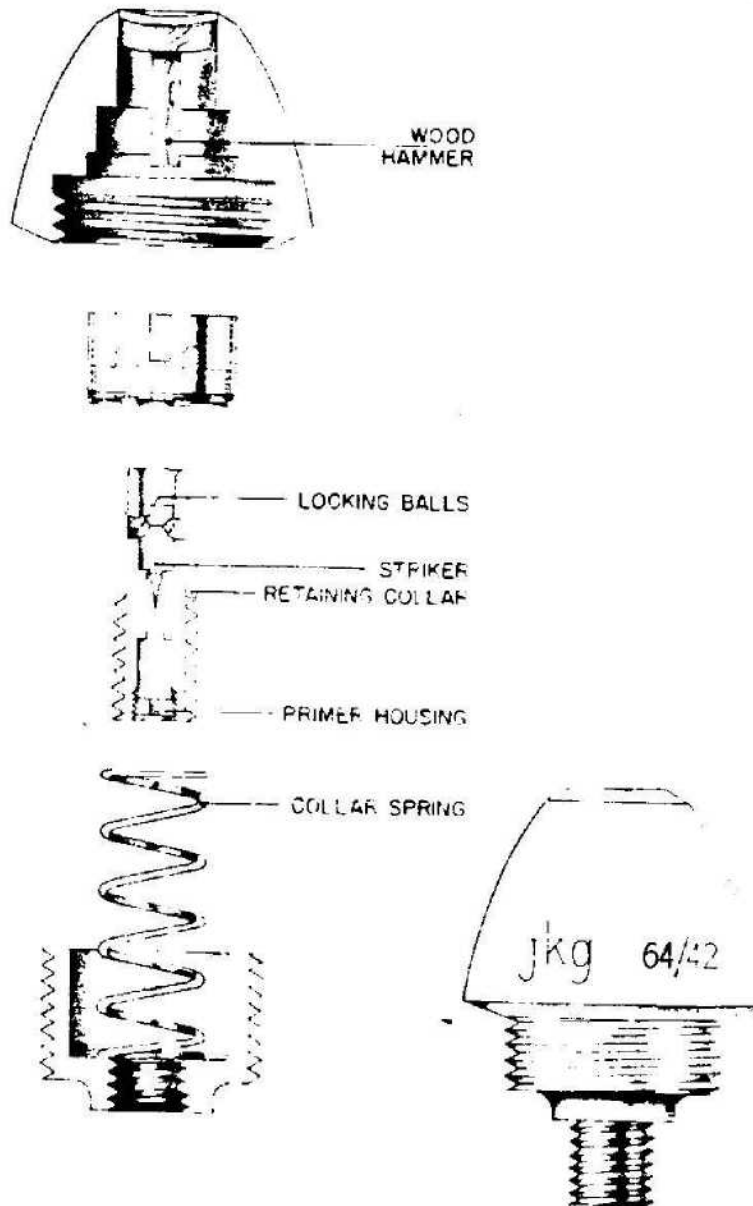 WOOD
HAMMER
LOCKING BALLS
STRIKER
RETAINING COLLAR
PRIMER HOUSING
COLLAR SPRING
jkg 64/42